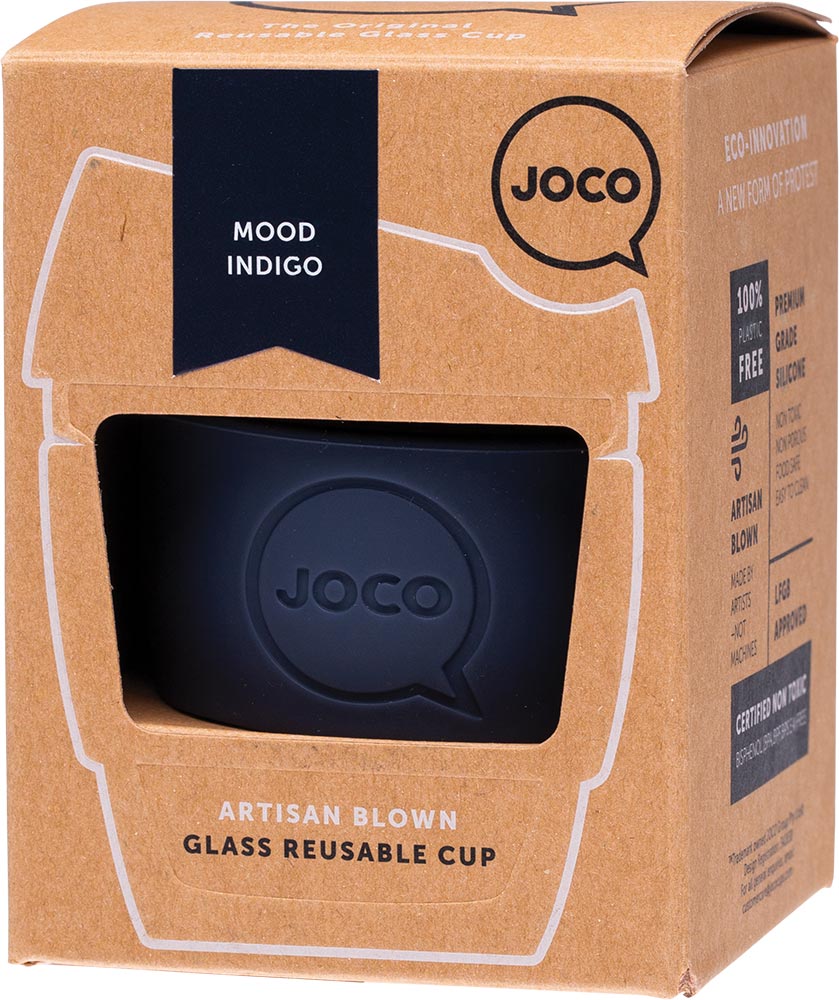 The Original
Reusable Glass Cup
MOOD
INDIGO
JOCO
JOCO
ARTISAN BLOWN
GLASS REUSABLE CUP
ECO-INNOVATION
A NEW FORM OF PROTEST
100%
PLASTIC
FREE
ARTISAN
BLOWN
MADE BY
ARTISTS
–NOT
MACHINES
PREMIUM
GRADE
SILICONE
NON TOXIC
NON POROUS
FOOD SAFE
EASY TO CLEAN
LFGB
APPROVED
CERTIFIED NON TOXIC